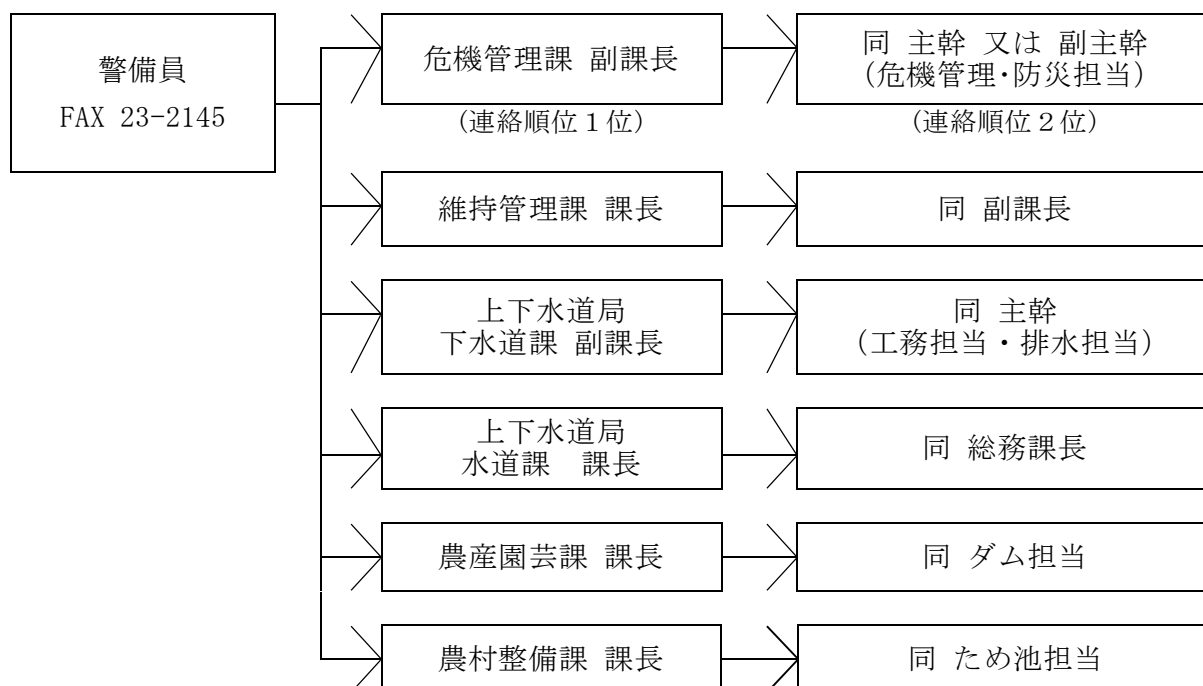 警備員
FAX 23-2145
危機管理課 副課長
(連絡順位１位)
同 主幹 又は 副主幹
(危機管理･防災担当)
(連絡順位２位)
維持管理課 課長
同 副課長
上下水道局
下水道課 副課長
同 主幹
(工務担当・排水担当)
上下水道局
水道課　課長
同 総務課長
農産園芸課 課長
同 ダム担当
農村整備課 課長
同 ため池担当